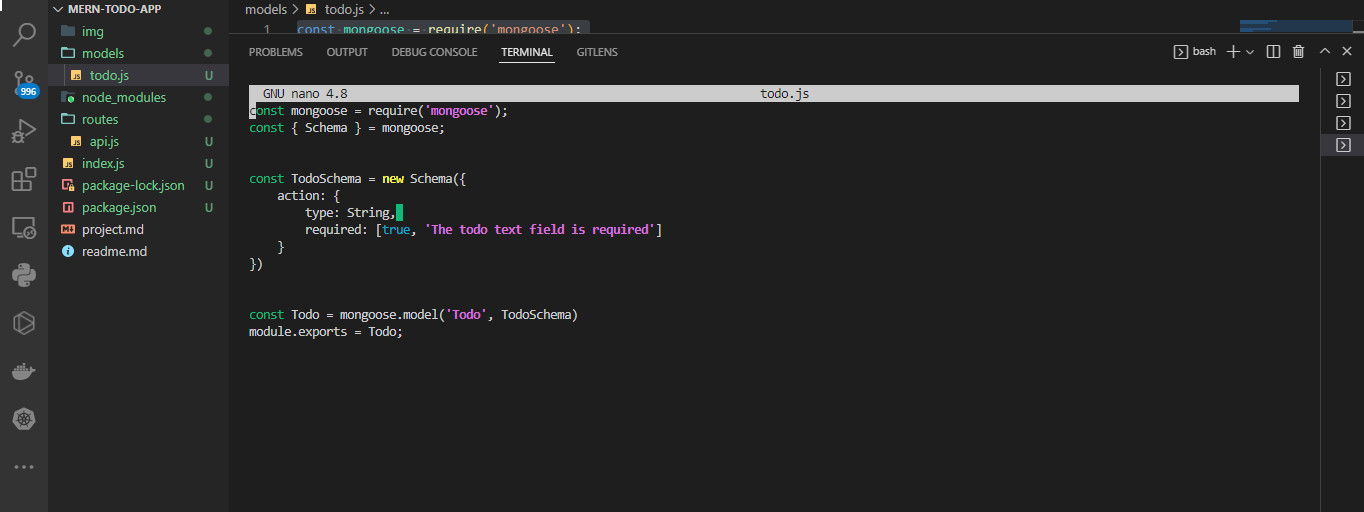 MERN-TODO-APP
img
models
todo.js U
node_modules
routes
api.js U
index.js U
package-lock.json U
package.json U
project.md
readme.md
996
models > todo.js > ...
1 const mongoose = require('mongoose');
PROBLEMS OUTPUT DEBUG CONSOLE TERMINAL GITLENS
bash
GNU nano 4.8 todo.js
const mongoose = require('mongoose');
const { Schema } = mongoose;
const TodoSchema = new Schema({
action: {
type: String,
required: [true, 'The todo text field is required']
}
})
const Todo = mongoose.model('Todo', TodoSchema)
module.exports = Todo;